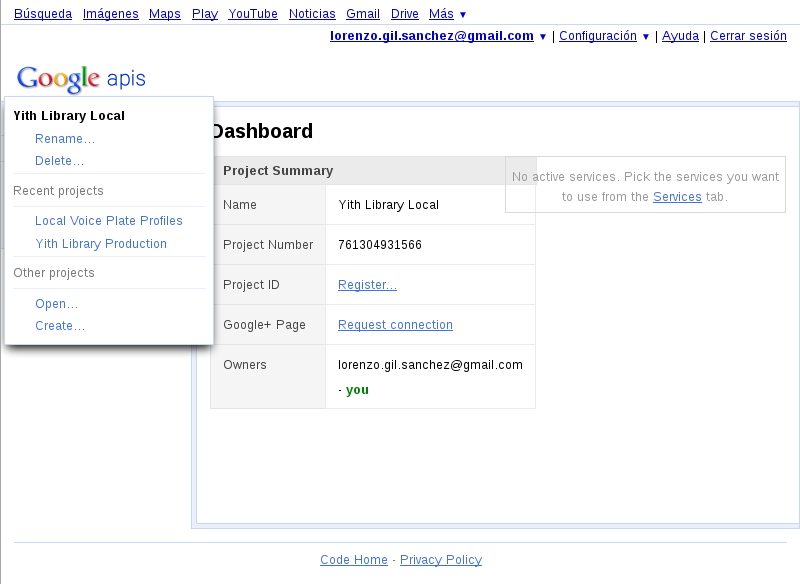 Búsqueda Imágenes Maps Play YouTube Noticias Gmail Drive Más ▼
lorenzo.gil.sanchez@gmail.com ▼ | Configuración ▼ | Ayuda | Cerrar sesión
Google apis
Yith Library Local
Rename...
Delete...
Recent projects
Local Voice Plate Profiles
Yith Library Production
Other projects
Open...
Create...
Dashboard
Project Summary
Name Yith Library Local
Project Number 761304931566
Project ID Register...
Google+ Page Request connection
Owners lorenzo.gil.sanchez@gmail.com
- you
No active services. Pick the services you want
to use from the Services tab.
Code Home - Privacy Policy